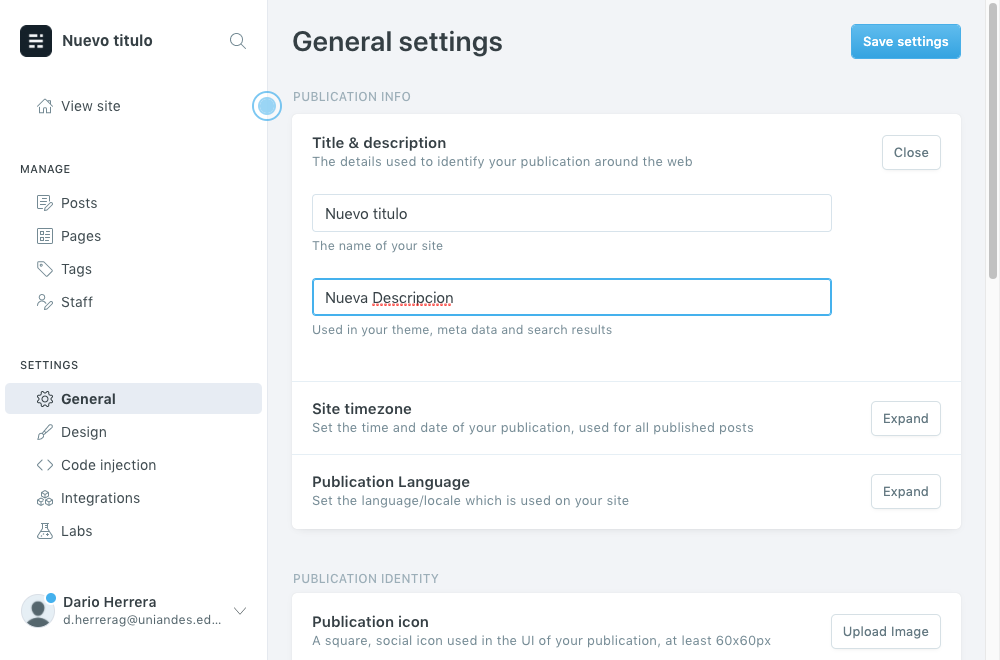 Nuevo titulo
View site
MANAGE
Posts
Pages
Tags
Staff
SETTINGS
General
Design
Code injection
Integrations
Labs
Dario Herrera
d.herrerag@uniandes.ed...
General settings
Save settings
PUBLICATION INFO
Title & description
The details used to identify your publication around the web
Close
Nuevo titulo
The name of your site
Nueva Descripcion
Used in your theme, meta data and search results
Site timezone
Set the time and date of your publication, used for all published posts
Expand
Publication Language
Set the language/locale which is used on your site
Expand
PUBLICATION IDENTITY
Publication icon
A square, social icon used in the UI of your publication, at least 60x60px
Upload Image